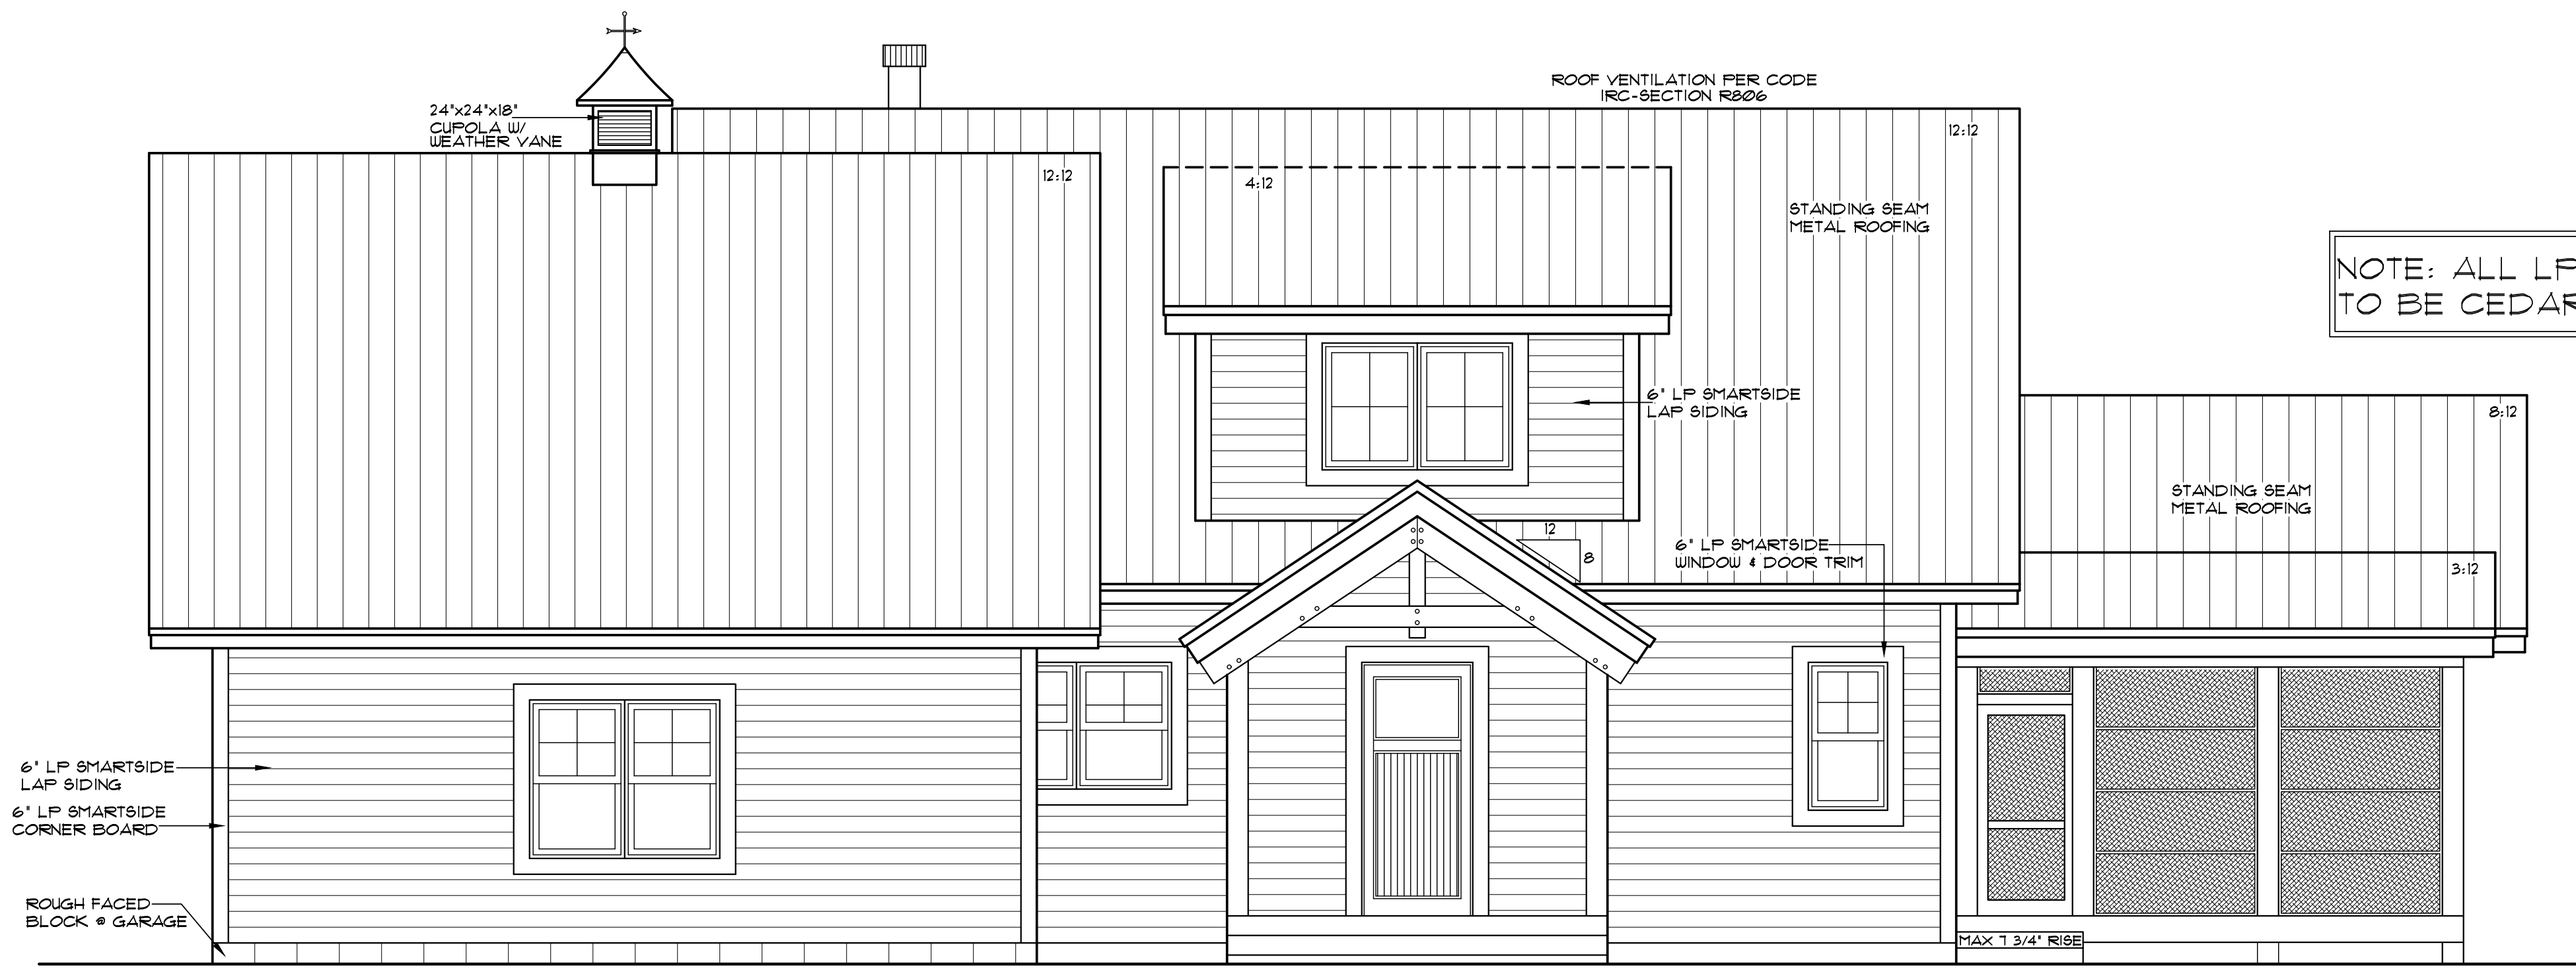 ROOF VENTILATION PER CODE
IRC-SECTION R806
24"x24"x18"
CUPOLA W/
WEATHER VANE
12:12
12:12
4:12
STANDING SEAM
METAL ROOFING
NOTE: ALL LP
TO BE CEDAR
6" LP SMARTSIDE
LAP SIDING
8:12
STANDING SEAM
METAL ROOFING
12
8
6" LP SMARTSIDE
WINDOW & DOOR TRIM
3:12
6" LP SMARTSIDE
LAP SIDING
6" LP SMARTSIDE
CORNER BOARD
ROUGH FACED
BLOCK @ GARAGE
MAX 7 3/4" RISE